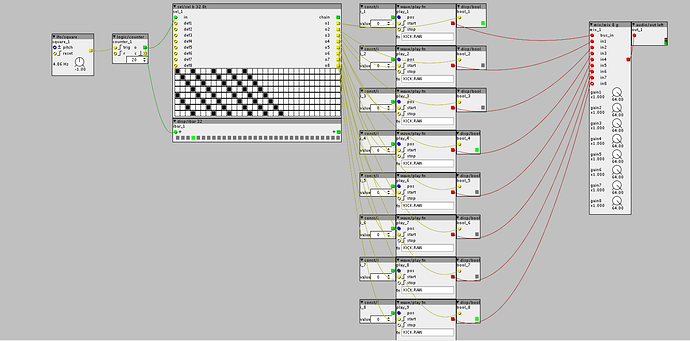 lfo/square
square_1
pitch
reset
4.86 Hz
-1.00
logic/counter
counter_1
trig
o
r
c
20
sel/sel b 32 8t
sel_1
in
chain
def1
o1
def2
o2
def3
o3
def4
o4
def5
o5
def6
o6
def7
o7
def8
o8
disp/ibar 32
ibar_1
const/i
i_1
value
0
wave/play fn
play_1
pos
start
stop
fn
KICK.RAW
disp/bool
bool_1
const/i
i_2
value
0
wave/play fn
play_2
pos
start
stop
fn
KICK.RAW
disp/bool
bool_2
const/i
i_3
value
0
wave/play fn
play_3
pos
start
stop
fn
KICK.RAW
disp/bool
bool_3
const/i
i_4
value
0
wave/play fn
play_4
pos
start
stop
fn
KICK.RAW
disp/bool
bool_4
const/i
i_5
value
0
wave/play fn
play_6
pos
start
stop
fn
KICK.RAW
disp/bool
bool_5
const/i
i_6
value
0
wave/play fn
play_7
pos
start
stop
fn
KICK.RAW
disp/bool
bool_6
const/i
i_7
value
0
wave/play fn
play_8
pos
start
stop
fn
KICK.RAW
disp/bool
bool_7
const/i
i_8
value
0
wave/play fn
play_9
pos
start
stop
fn
KICK.RAW
disp/bool
bool_8
mix/mix 8 g
mix_1
bus_in
in1
in2
in3
in4
in5
in6
in7
in8
gain1
x1.000
64.00
gain2
x1.000
64.00
gain3
x1.000
64.00
gain4
x1.000
64.00
gain5
x1.000
64.00
gain6
x1.000
64.00
gain7
x1.000
64.00
gain8
x1.000
64.00
audio/out left
out_1